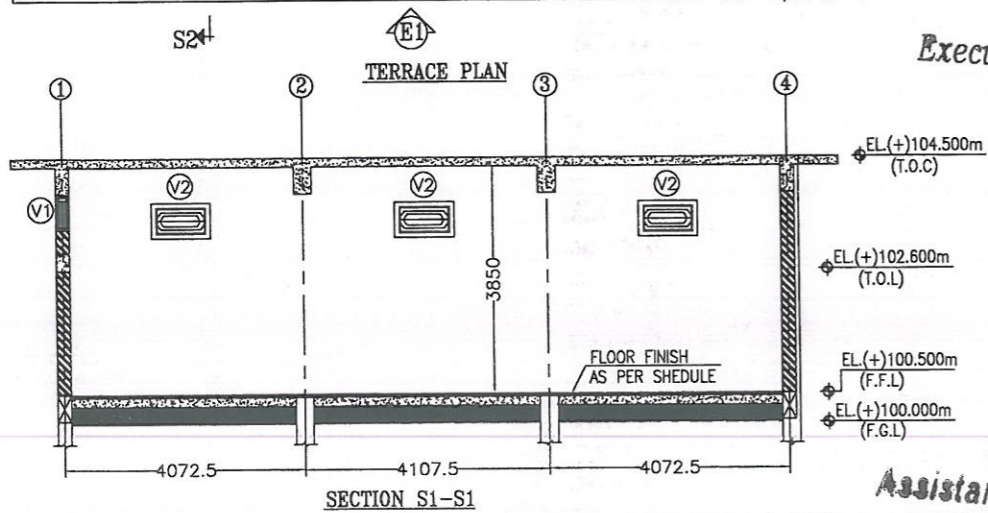 S2
E1
TERRACE PLAN
Execu
1
2
3
4
EL.(+)104.500m
(T.O.C)
V2
V2
V2
V1
3850
EL.(+)102.600m
(T.O.L)
FLOOR FINISH
AS PER SHEDULE
EL.(+)100.500m
(F.F.L)
EL.(+)100.000m
(F.G.L)
4072.5
4107.5
4072.5
SECTION S1-S1
Assistan